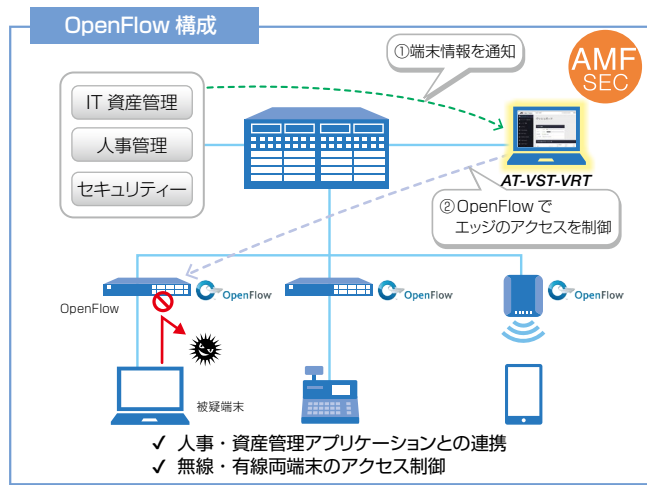 OpenFlow 構成
①端末情報を通知
AMF
SEC
IT 資産管理
人事管理
セキュリティー
AT-VST-VRT
②OpenFlow で
エッジのアクセスを制御
OpenFlow
OpenFlow
OpenFlow
OpenFlow
被疑端末
✓ 人事・資産管理アプリケーションとの連携
✓ 無線・有線両端末のアクセス制御